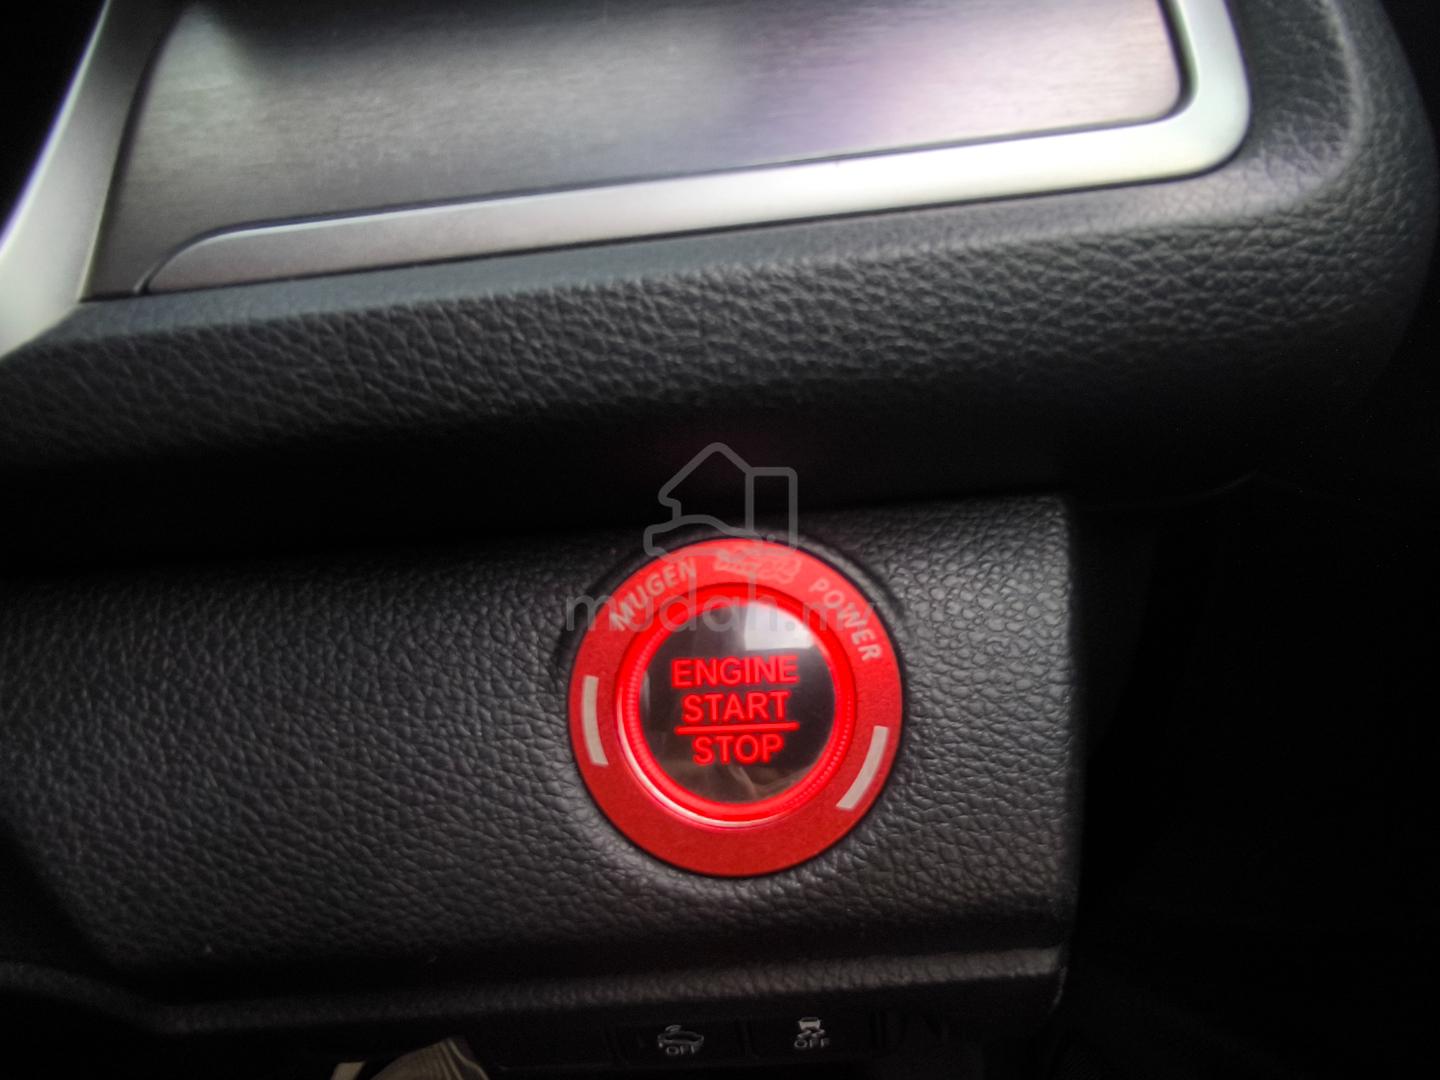 MUGEN POWER
mudah.my
ENGINE
START
STOP
OFF
OFF